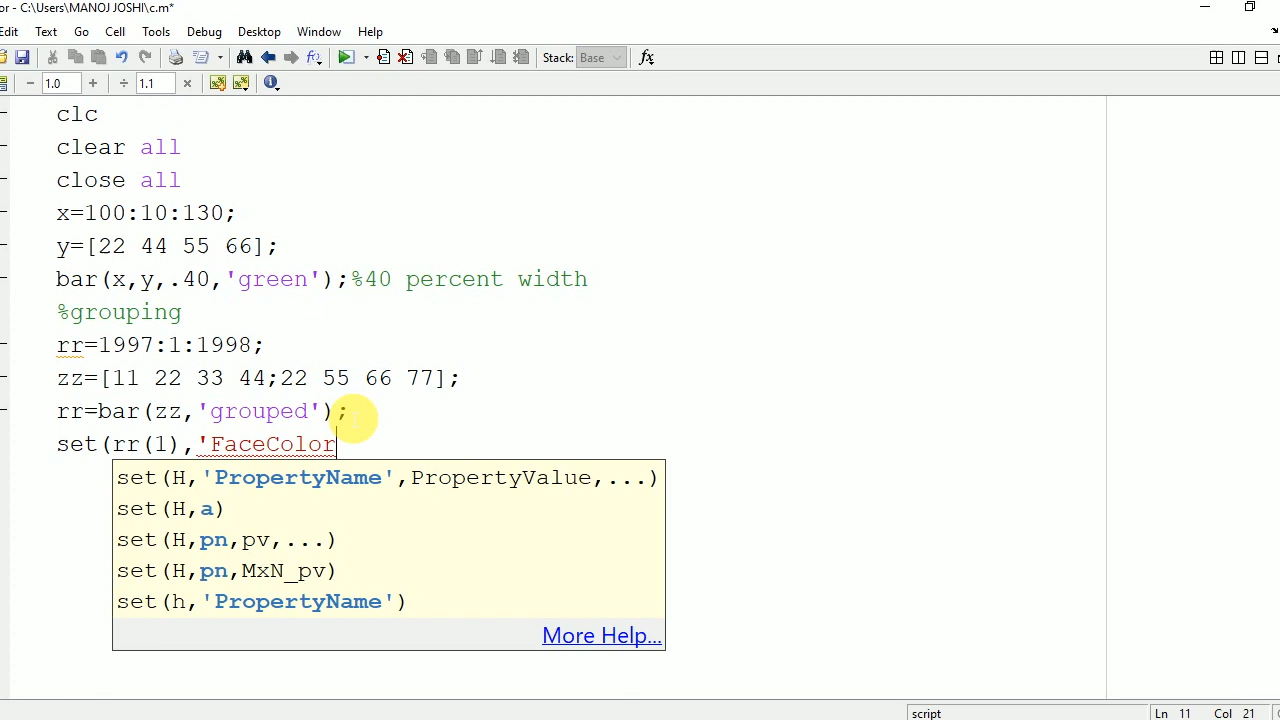 or - C:\Users\MANOJ JOSHI\c.m*
Edit Text Go Cell Tools Debug Desktop Window Help
Stack: Base fx
− 1.0 + ÷ 1.1 ×
clc
clear all
close all
x=100:10:130;
y=[22 44 55 66];
bar(x,y,.40,'green');%40 percent width
%grouping
rr=1997:1:1998;
zz=[11 22 33 44;22 55 66 77];
rr=bar(zz,'grouped');
set(rr(1),'FaceColor
set(H,'PropertyName',PropertyValue,...)
set(H,a)
set(H,pn,pv,...)
set(H,pn,MxN_pv)
set(h,'PropertyName')
More Help...
script Ln 11 Col 21